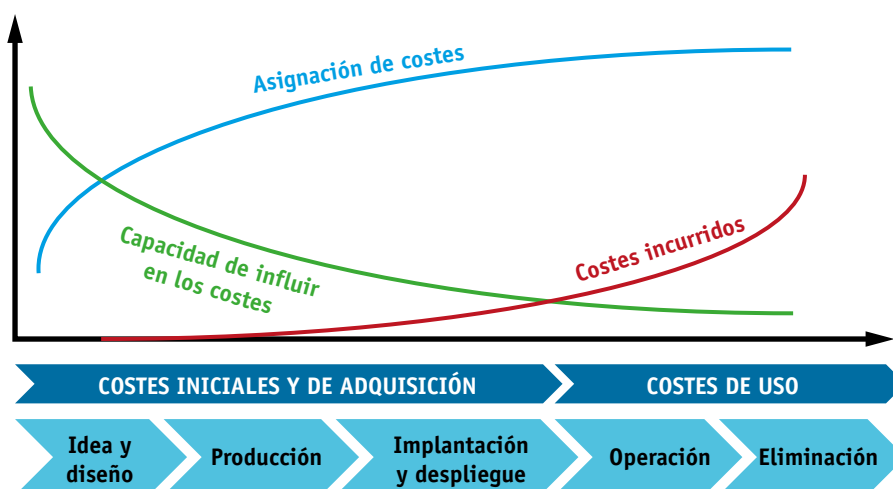 Asignación de costes
Capacidad de influir
en los costes
Costes incurridos
COSTES INICIALES Y DE ADQUISICIÓN
COSTES DE USO
Idea y
diseño
Producción
Implantación
y despliegue
Operación
Eliminación